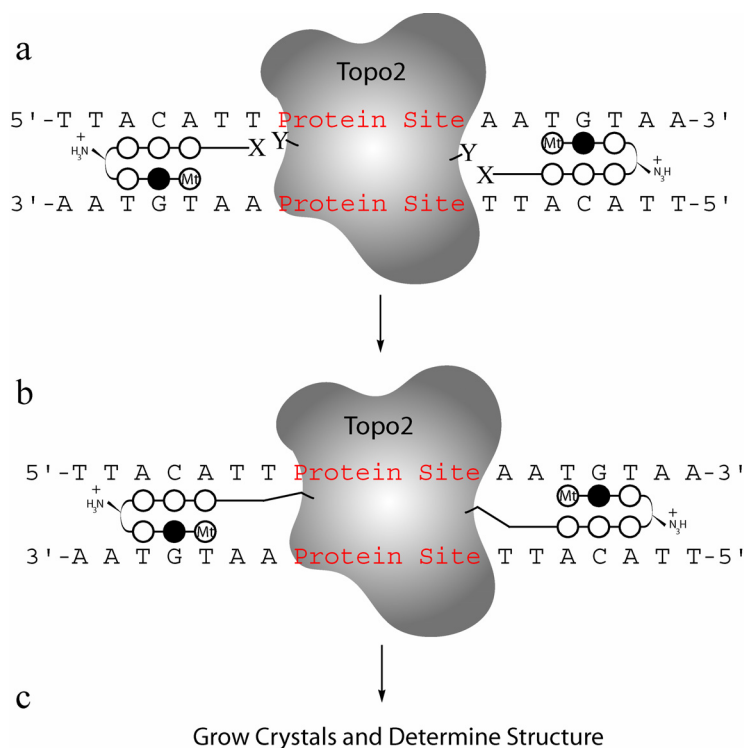 a
Topo2
5'-T T A C A T T Protein Site A A T G T A A-3'
H₃N + X Y Y X Mt + N₃H
Mt
3'-A A T G T A A Protein Site T T A C A T T-5'
b
Topo2
5'-T T A C A T T Protein Site A A T G T A A-3'
H₃N + Mt + N₃H
Mt
3'-A A T G T A A Protein Site T T A C A T T-5'
c
Grow Crystals and Determine Structure